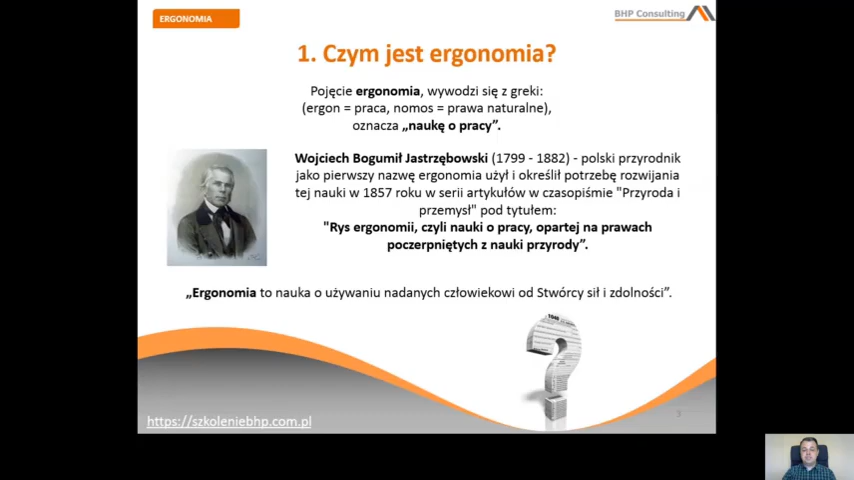 ERGONOMIA
BHP Consulting
1. Czym jest ergonomia?
Pojęcie ergonomia, wywodzi się z greki:
(ergon = praca, nomos = prawa naturalne),
oznacza „naukę o pracy”.
Wojciech Bogumił Jastrzębowski (1799 - 1882) - polski przyrodnik
jako pierwszy nazwę ergonomia użył i określił potrzebę rozwijania
tej nauki w 1857 roku w serii artykułów w czasopiśmie "Przyroda i
przemysł" pod tytułem:
"Rys ergonomii, czyli nauki o pracy, opartej na prawach
poczerpniętych z nauki przyrody”.
„Ergonomia to nauka o używaniu nadanych człowiekowi od Stwórcy sił i zdolności”.
1040
3
https://szkoleniebhp.com.pl